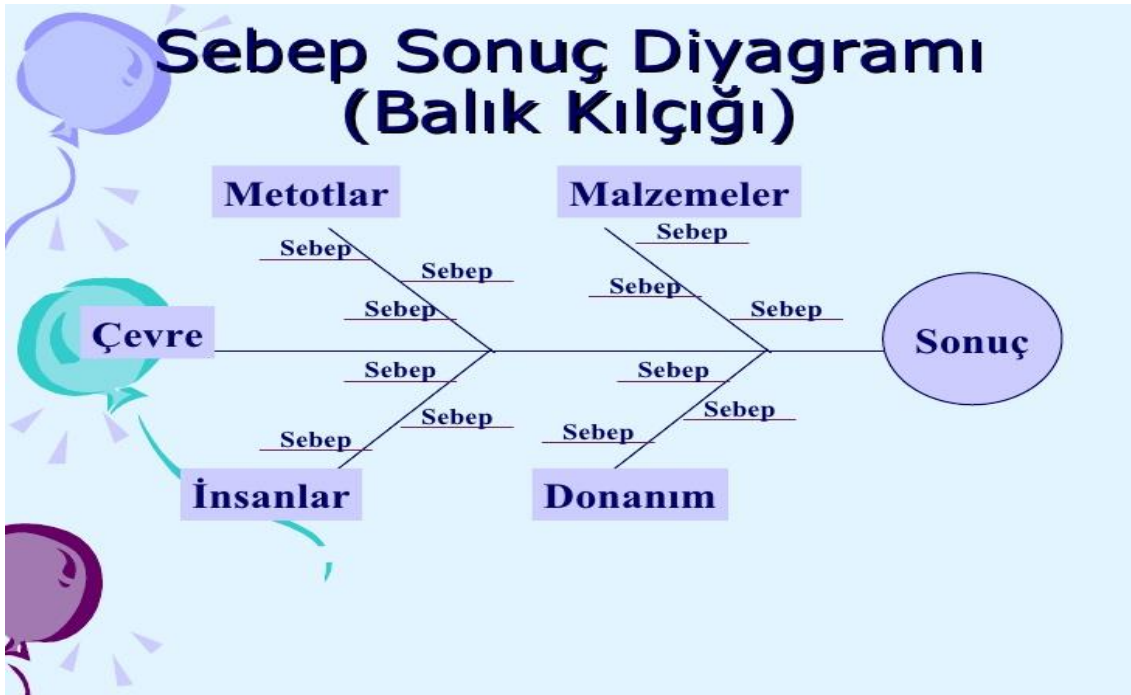 Sebep Sonuç Diyagramı
(Balık Kılçığı)
Metotlar
Malzemeler
Sebep
Sebep
Sebep
Sebep
Sebep
Sebep
Çevre
Sonuç
Sebep
Sebep
Sebep
Sebep
Sebep
Sebep
İnsanlar
Donanım